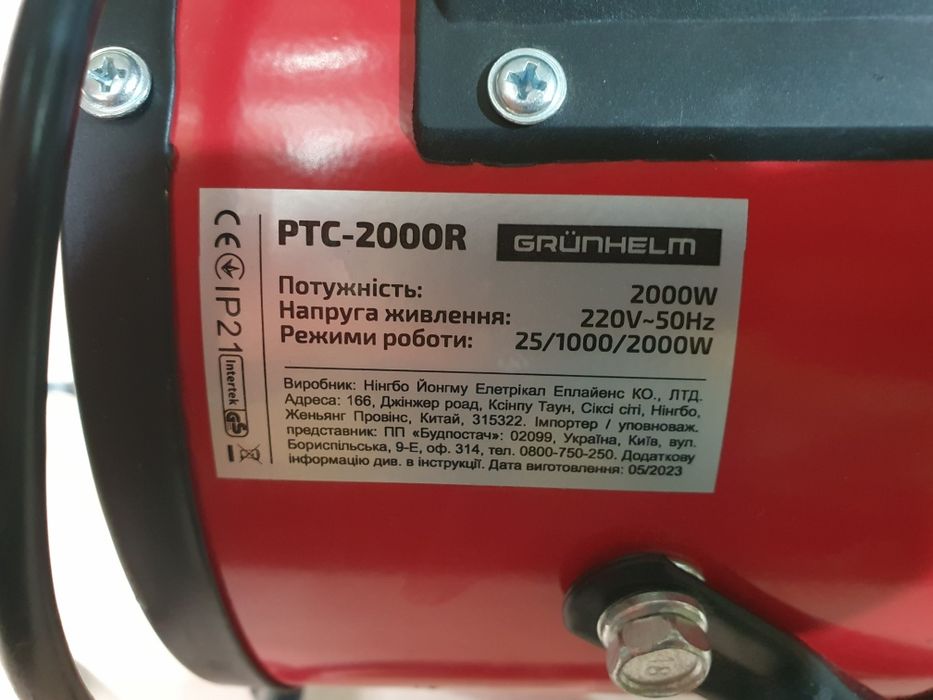 PTC-2000R GRÜNHELM
Потужність: 2000W
Напруга живлення: 220V~50Hz
Режими роботи: 25/1000/2000W
Виробник: Нінгбо Йонгму Елетрікал Еплайенс КО., ЛТД.
Адреса: 166, Джінжер роад, Ксінпу Таун, Сіксі сіті, Нінгбо,
Женьянг Провінс, Китай, 315322. Імпортер / уповноваж.
представник: ПП «Будпостач»: 02099, Україна, Київ, вул.
Бориспільська, 9-Е, оф. 314, тел. 0800-750-250. Додаткову
інформацію див. в інструкції. Дата виготовлення: 05/2023
CE
IP21
Intertek
GS